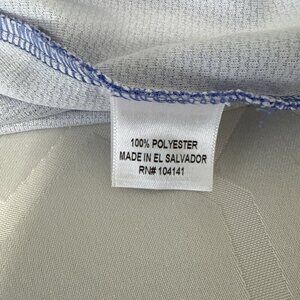 100% POLYESTER
MADE IN EL SALVADOR
RN# 104141